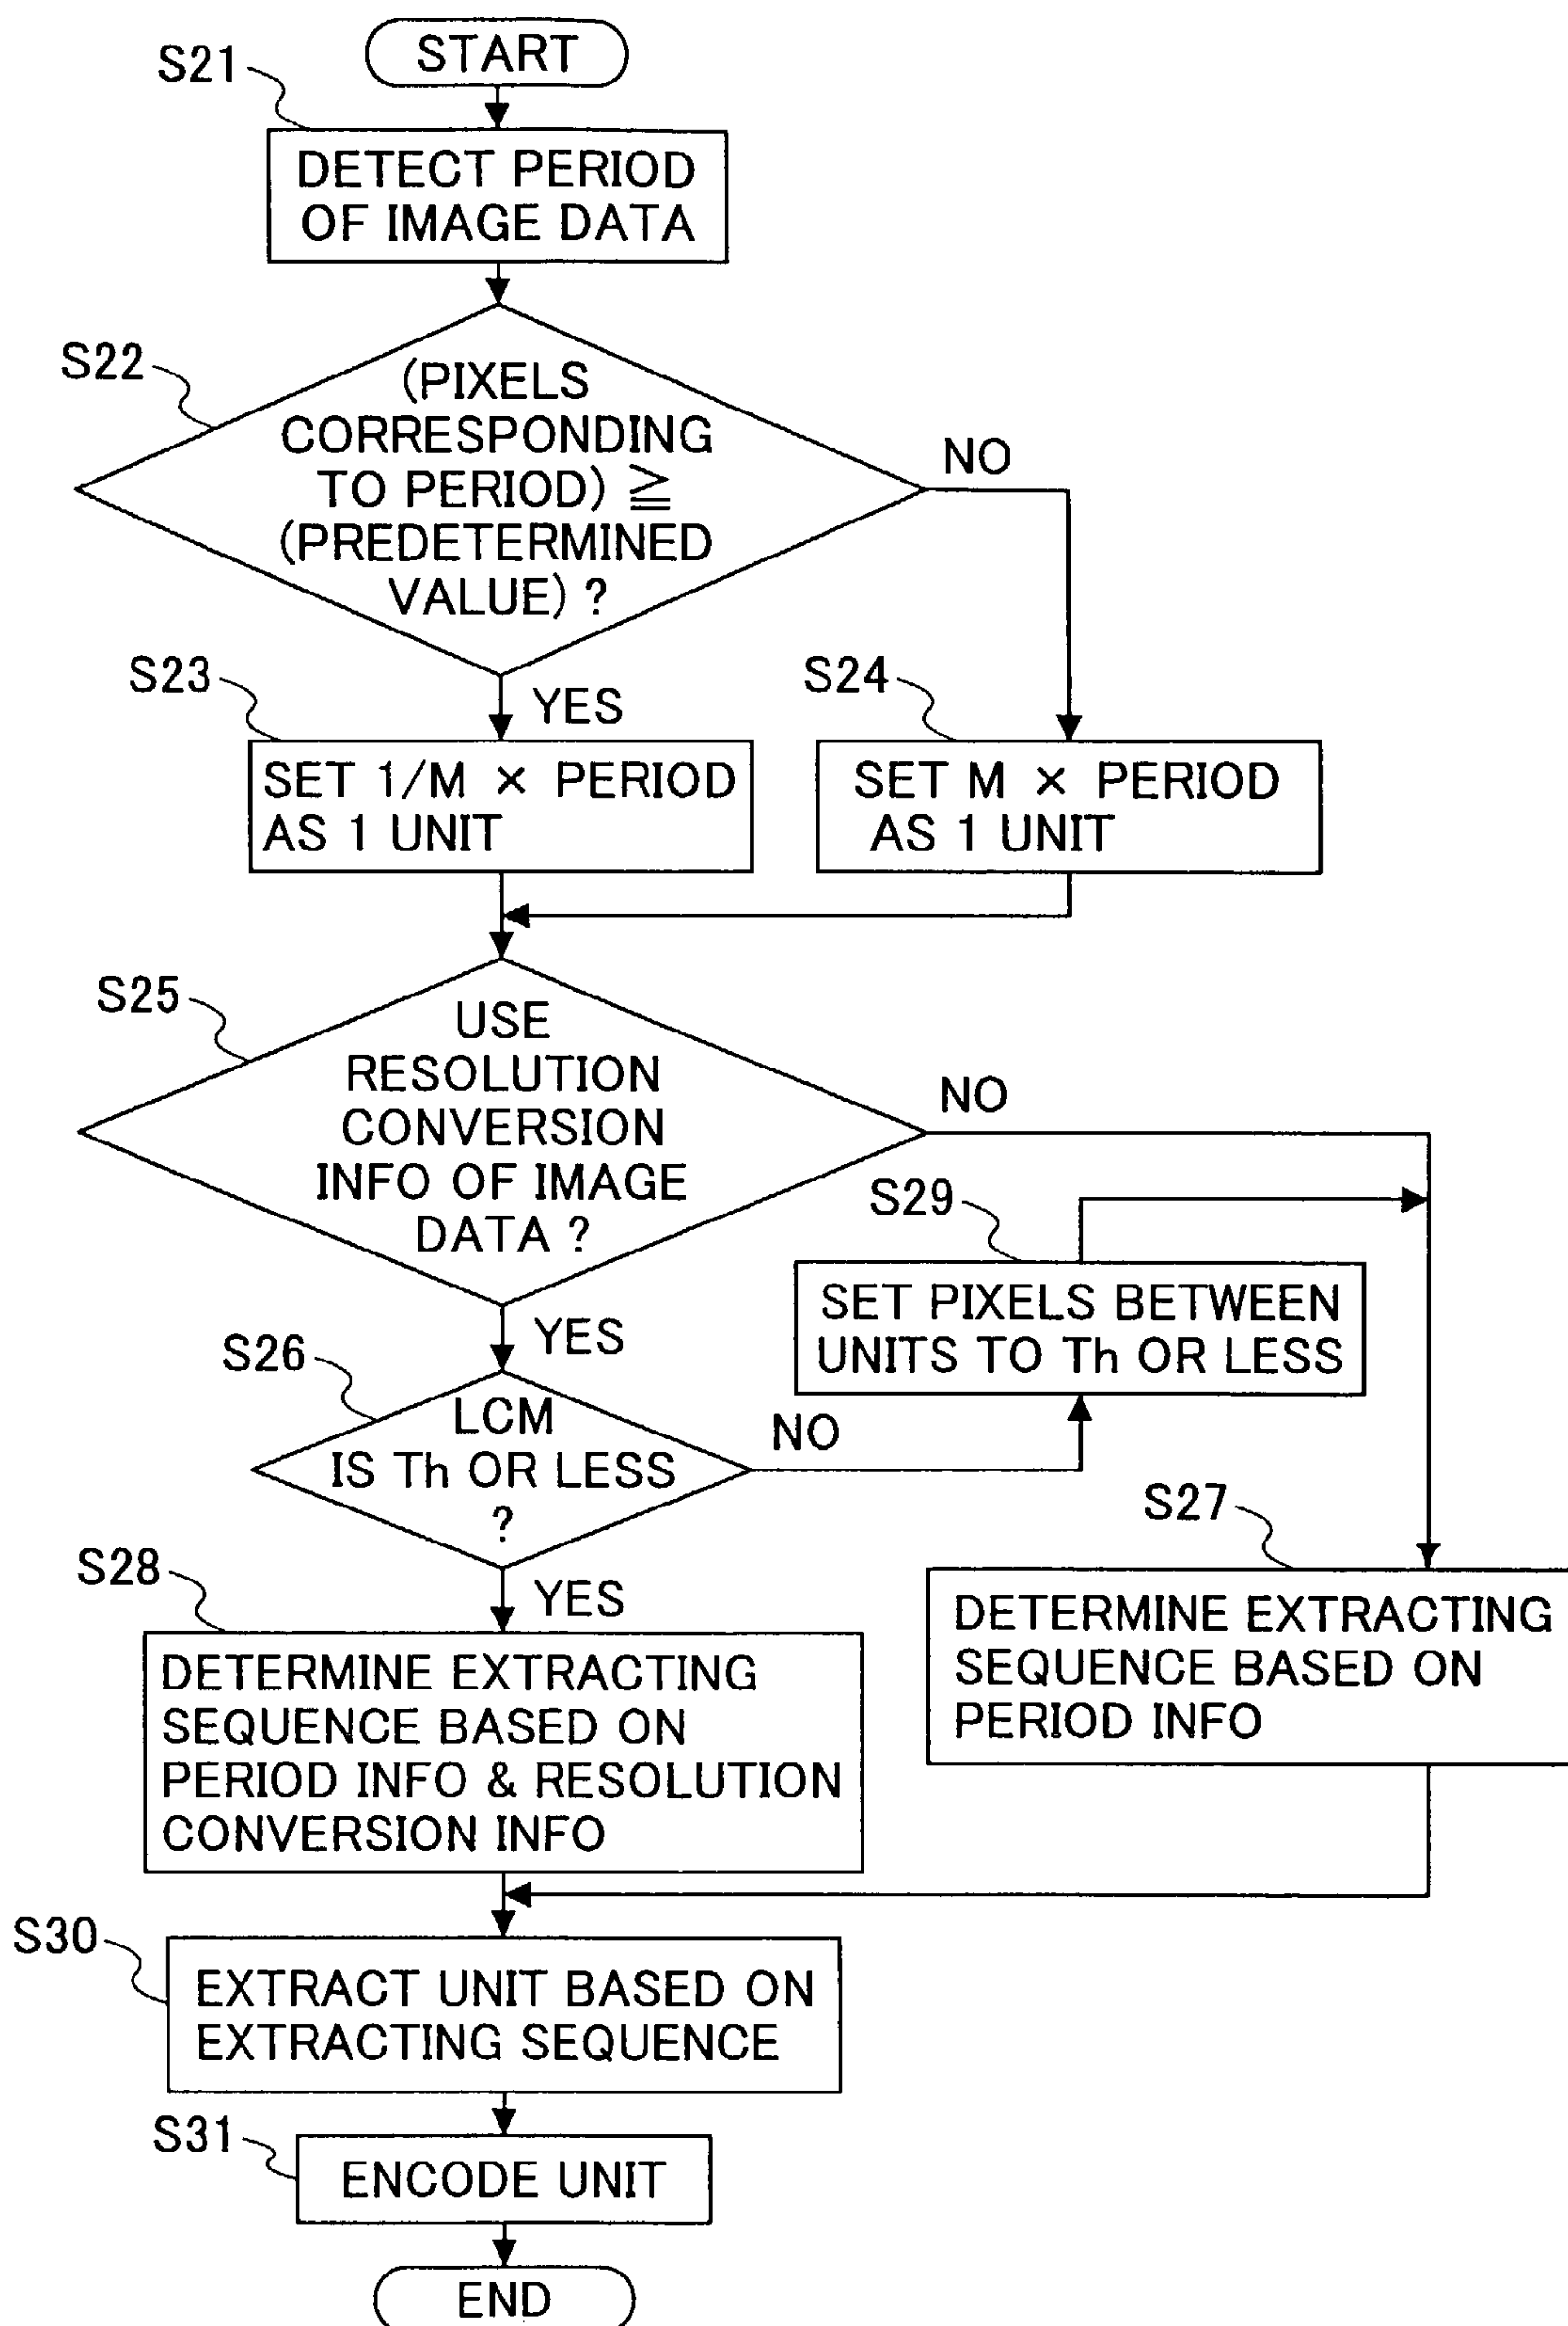 START
S21
DETECT PERIOD
OF IMAGE DATA
S22
(PIXELS
CORRESPONDING
TO PERIOD) ≧
(PREDETERMINED
VALUE) ?
NO
YES
S23
SET 1/M × PERIOD
AS 1 UNIT
S24
SET M × PERIOD
AS 1 UNIT
S25
USE
RESOLUTION
CONVERSION
INFO OF IMAGE
DATA ?
NO
YES
S29
SET PIXELS BETWEEN
UNITS TO Th OR LESS
S26
LCM
IS Th OR LESS
?
NO
YES
S27
DETERMINE EXTRACTING
SEQUENCE BASED ON
PERIOD INFO
S28
DETERMINE EXTRACTING
SEQUENCE BASED ON
PERIOD INFO & RESOLUTION
CONVERSION INFO
S30
EXTRACT UNIT BASED ON
EXTRACTING SEQUENCE
S31
ENCODE UNIT
END